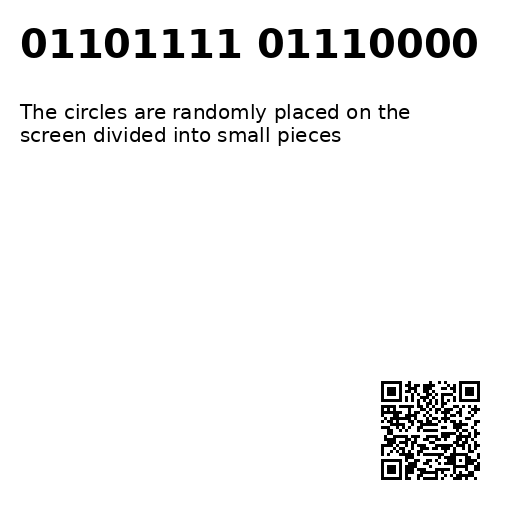 01101111 01110000
The circles are randomly placed on the
screen divided into small pieces